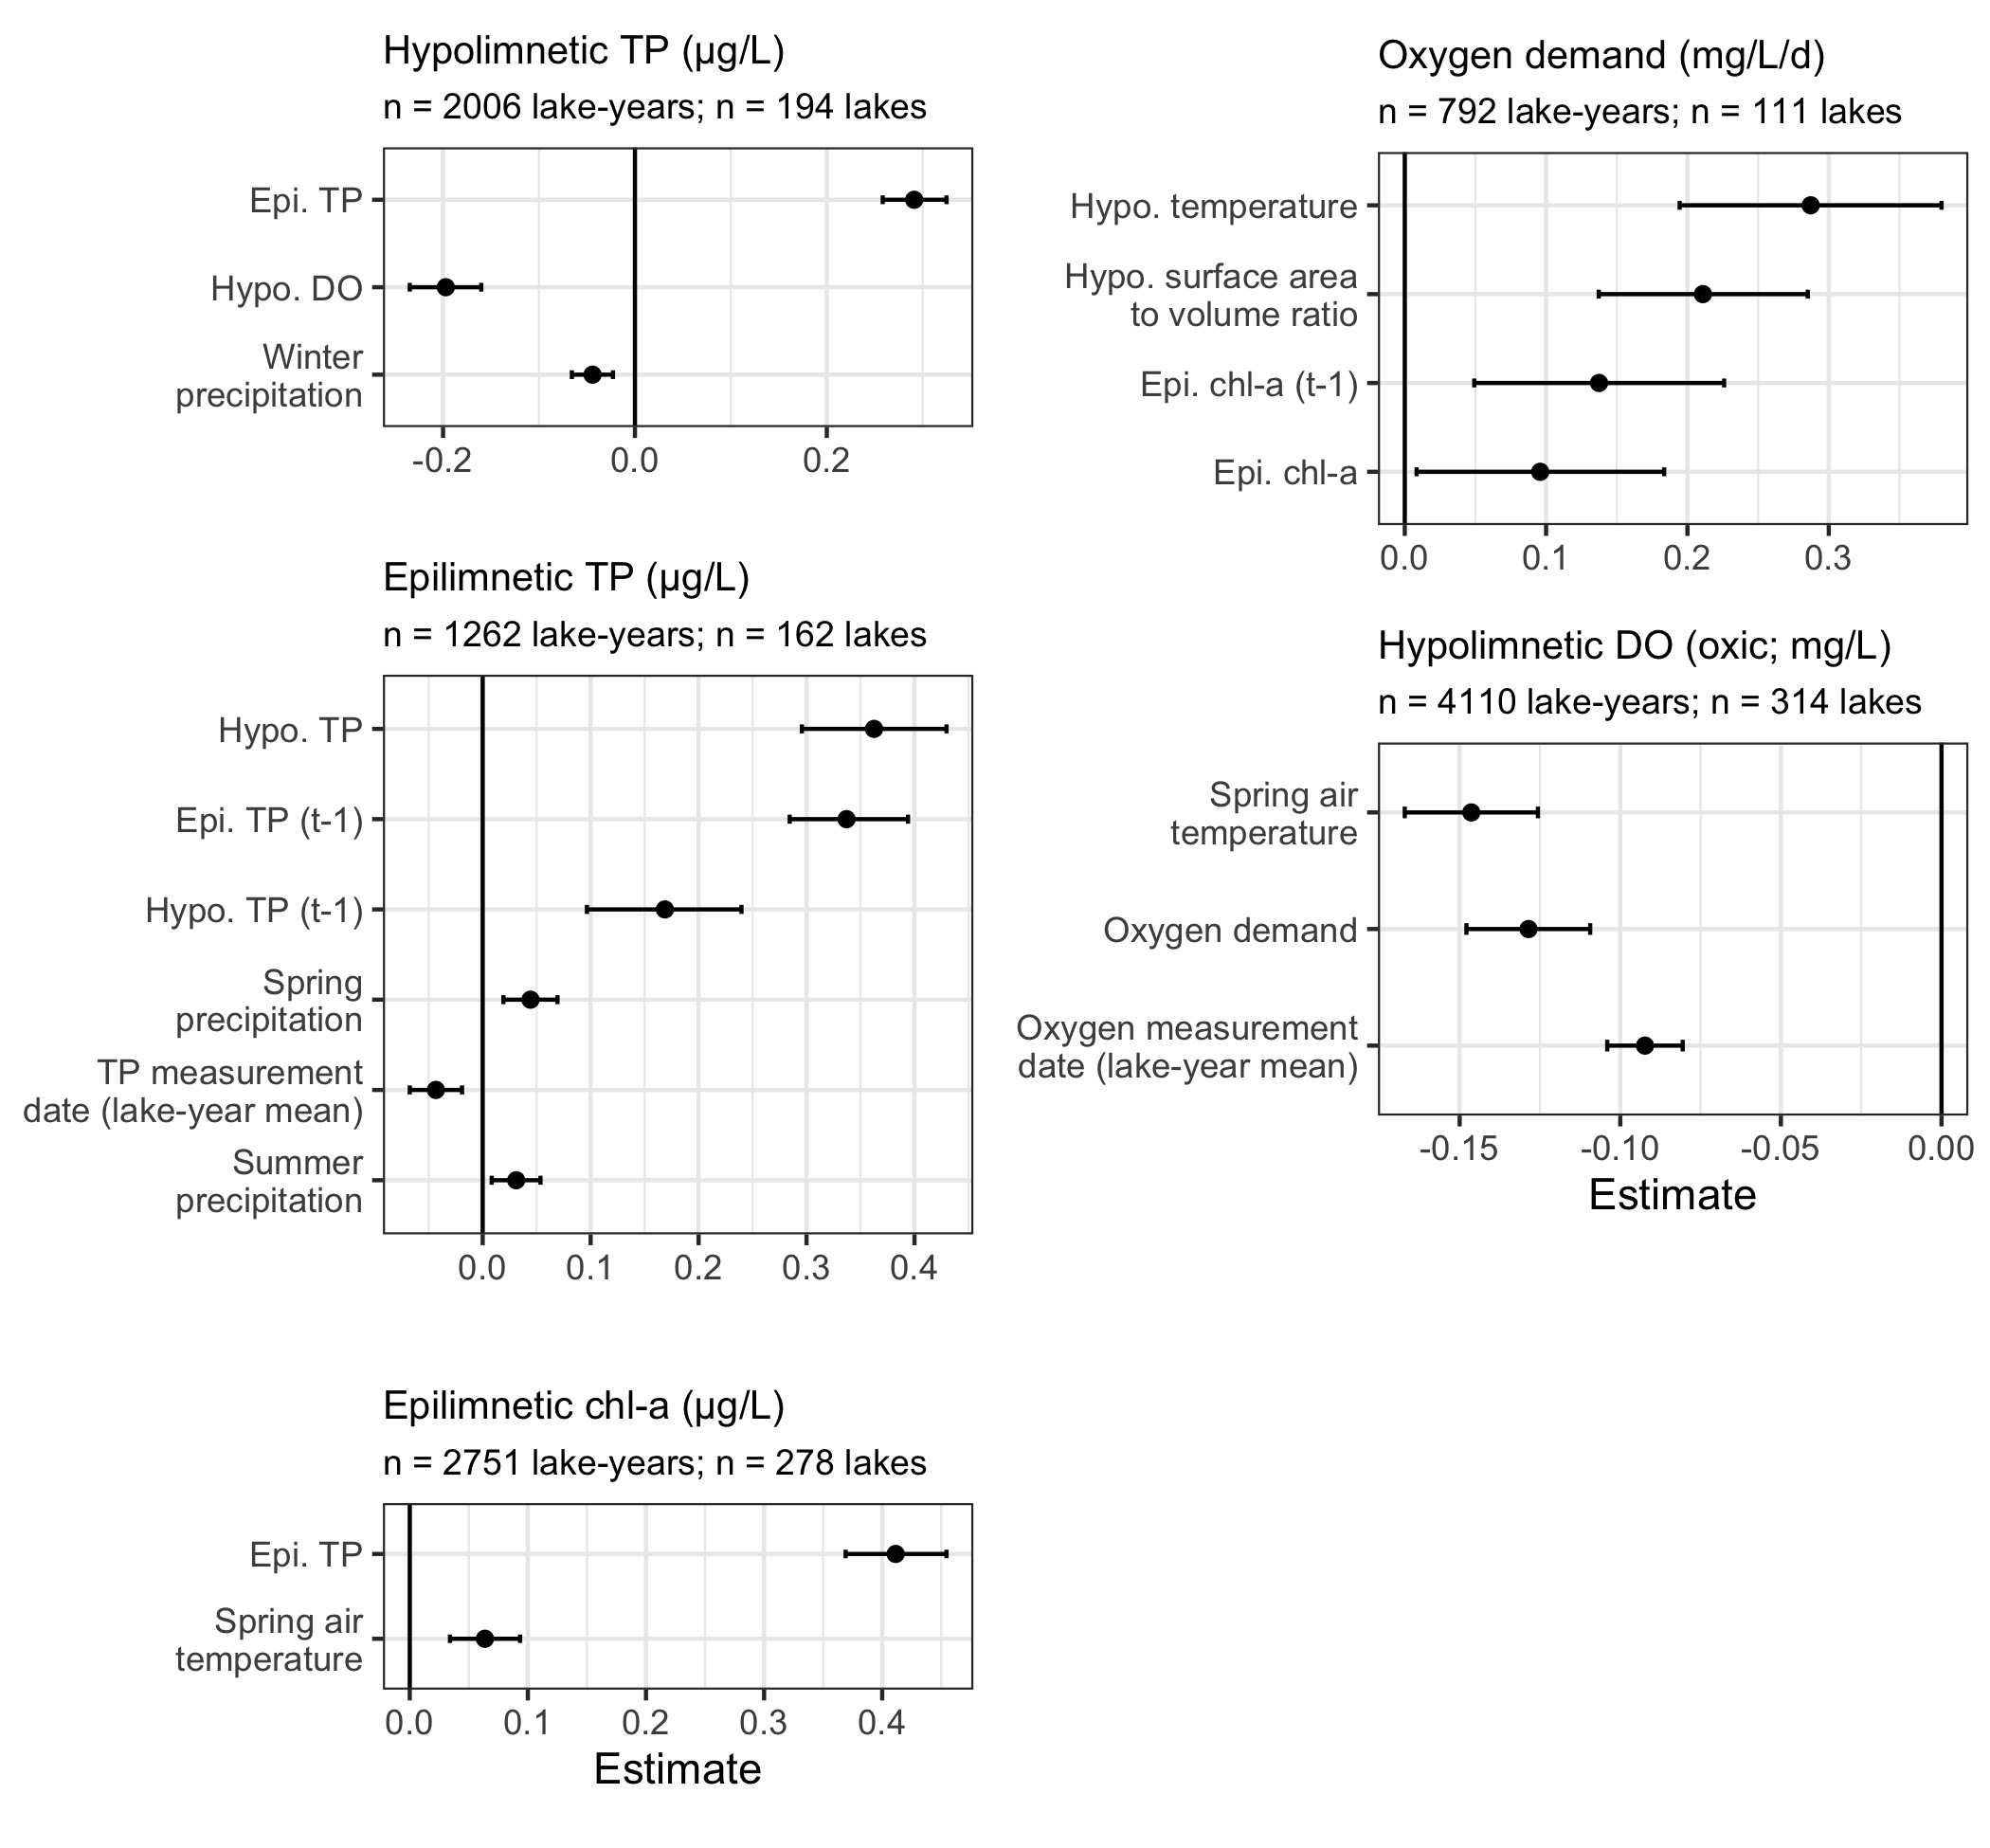 Hypolimnetic TP (µg/L)
n = 2006 lake-years; n = 194 lakes
Epi. TP
Hypo. DO
Winter
precipitation
-0.2 0.0 0.2
Epilimnetic TP (µg/L)
n = 1262 lake-years; n = 162 lakes
Hypo. TP
Epi. TP (t-1)
Hypo. TP (t-1)
Spring
precipitation
TP measurement
date (lake-year mean)
Summer
precipitation
0.0 0.1 0.2 0.3 0.4
Epilimnetic chl-a (µg/L)
n = 2751 lake-years; n = 278 lakes
Epi. TP
Spring air
temperature
0.0 0.1 0.2 0.3 0.4
Estimate
Oxygen demand (mg/L/d)
n = 792 lake-years; n = 111 lakes
Hypo. temperature
Hypo. surface area
to volume ratio
Epi. chl-a (t-1)
Epi. chl-a
0.0 0.1 0.2 0.3
Hypolimnetic DO (oxic; mg/L)
n = 4110 lake-years; n = 314 lakes
Spring air
temperature
Oxygen demand
Oxygen measurement
date (lake-year mean)
-0.15 -0.10 -0.05 0.00
Estimate